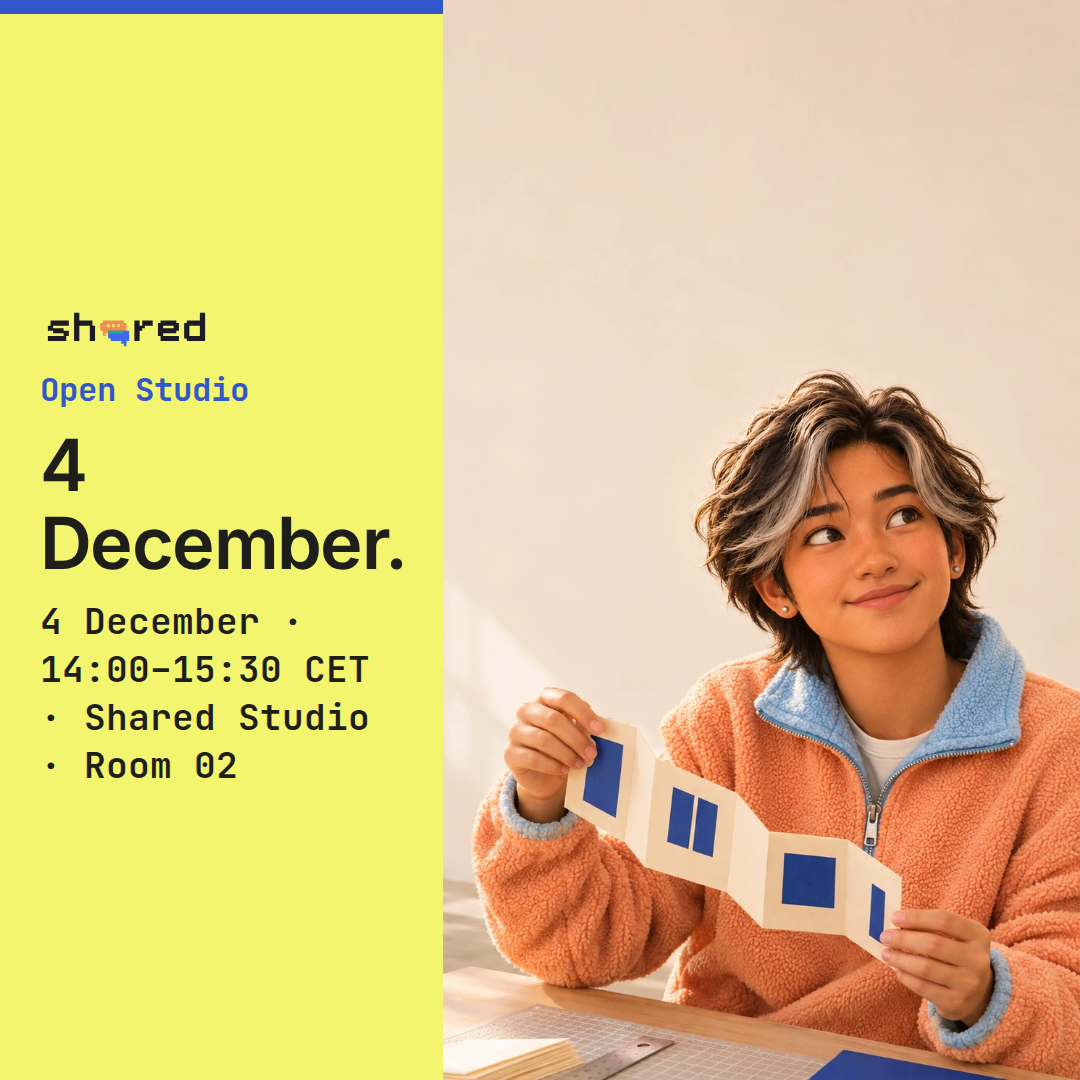 shared
Open Studio
4
December.
4 December ·
14:00–15:30 CET
· Shared Studio
· Room 02